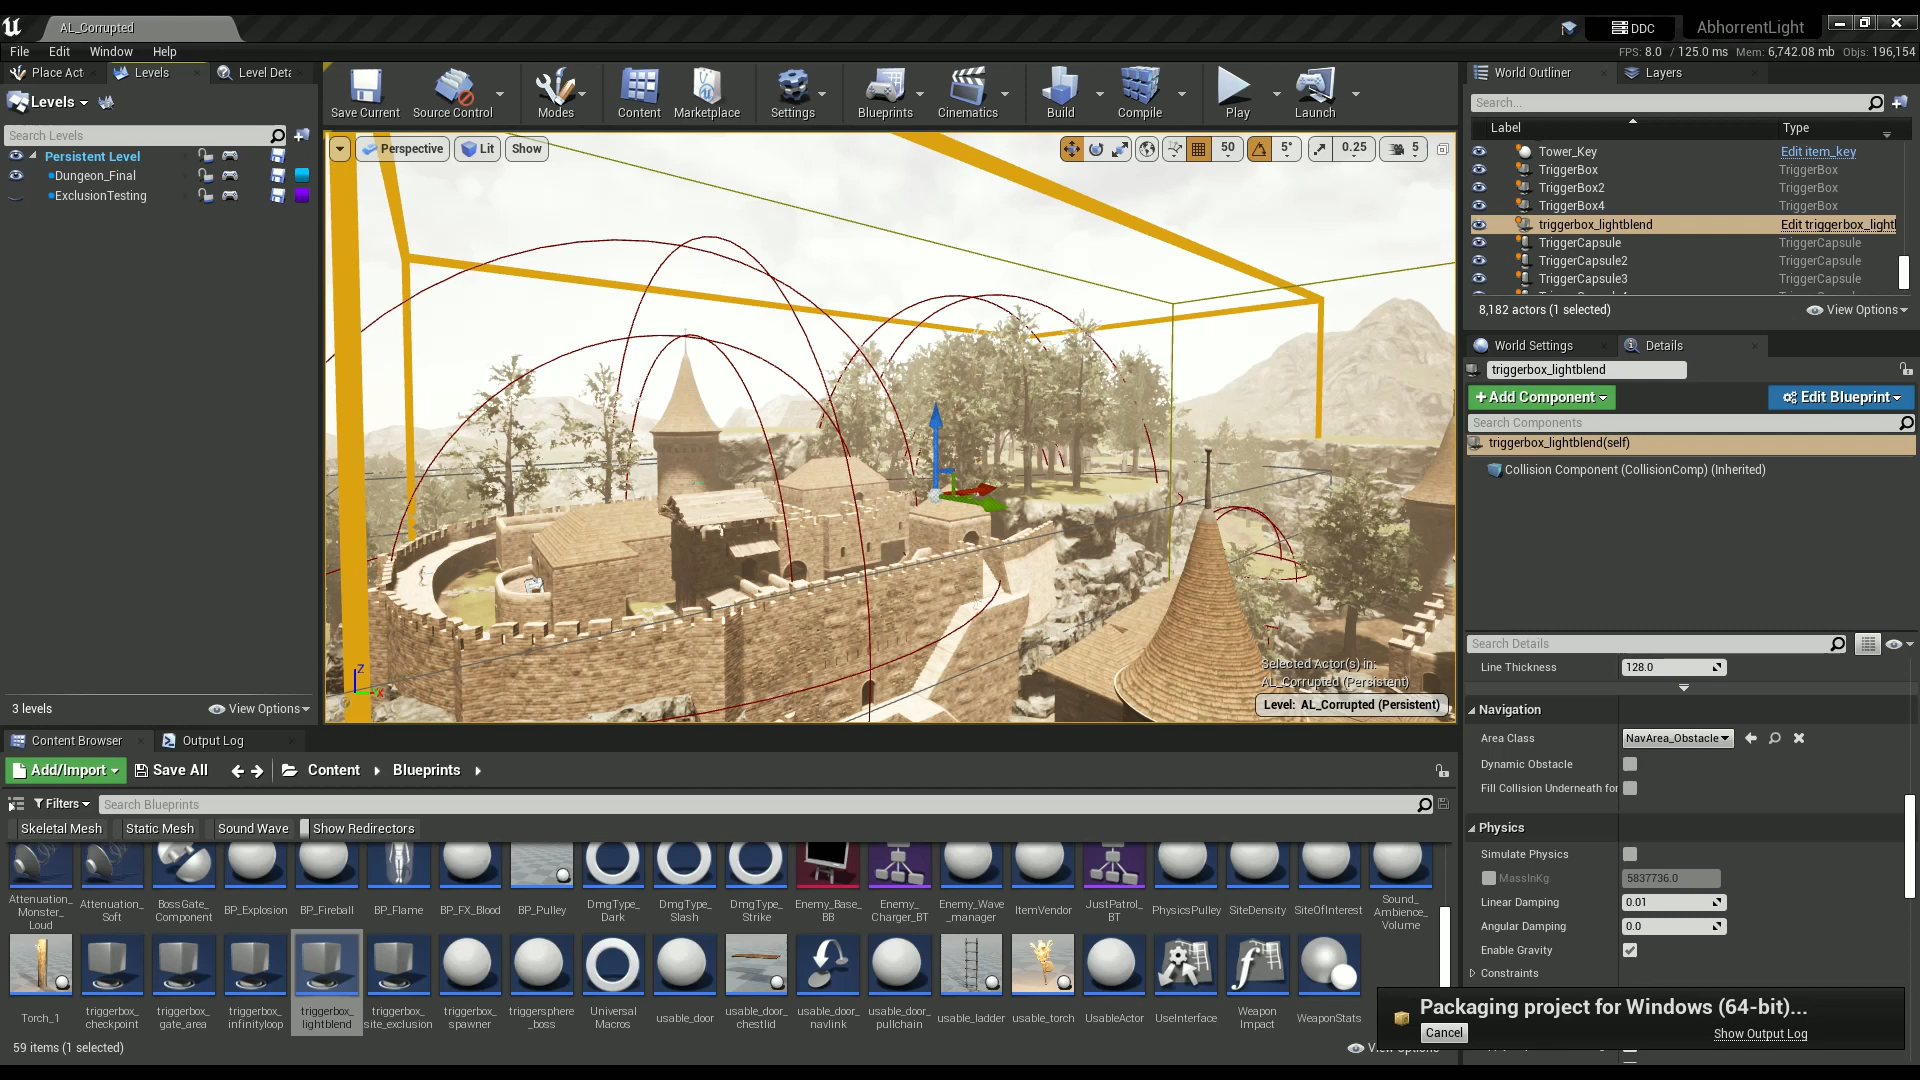 AL_Corrupted
DDC
AbhorrentLight
File Edit Window Help
FPS: 8.0 / 125.0 ms Mem: 6,742.08 mb Objs: 196,154
Place Act
Levels
Level Deta
Levels
Search Levels
Persistent Level
Dungeon_Final
ExclusionTesting
3 levels
View Options
Save Current
Source Control
Modes
Content
Marketplace
Settings
Blueprints
Cinematics
Build
Compile
Play
Launch
Perspective
Lit
Show
50
5°
0.25
5
Z
X
Selected Actor(s) in:
AL_Corrupted (Persistent)
Level: AL_Corrupted (Persistent)
World Outliner
Layers
Search...
Label Type
Tower_Key Edit item_key
TriggerBox TriggerBox
TriggerBox2 TriggerBox
TriggerBox4 TriggerBox
triggerbox_lightblend Edit triggerbox_lightl
TriggerCapsule TriggerCapsule
TriggerCapsule2 TriggerCapsule
TriggerCapsule3 TriggerCapsule
8,182 actors (1 selected)
View Options
World Settings
Details
triggerbox_lightblend
+Add Component
Edit Blueprint
Search Components
triggerbox_lightblend(self)
Collision Component (CollisionComp) (Inherited)
Search Details
Line Thickness 128.0
Navigation
Area Class NavArea_Obstacle
Dynamic Obstacle
Fill Collision Underneath for
Physics
Simulate Physics
MassInKg 5837736.0
Linear Damping 0.01
Angular Damping 0.0
Enable Gravity
Constraints
Content Browser
Output Log
Add/Import
Save All
Content
Blueprints
Filters
Search Blueprints
Skeletal Mesh
Static Mesh
Sound Wave
Show Redirectors
Attenuation_
Monster_
Loud
Attenuation_
Soft
BossGate_
Component
BP_Explosion
BP_Fireball
BP_Flame
BP_FX_Blood
BP_Pulley
DmgType_
Dark
DmgType_
Slash
DmgType_
Strike
Enemy_Base_
BB
Enemy_
Charger_BT
Enemy_Wave
_manager
ItemVendor
JustPatrol_
BT
PhysicsPulley
SiteDensity
SiteOfInterest
Sound_
Ambience_
Volume
Torch_1
triggerbox_
checkpoint
triggerbox_
gate_area
triggerbox_
infinityloop
triggerbox_
lightblend
triggerbox_
site_exclusion
triggerbox_
spawner
triggersphere
_boss
Universal
Macros
usable_door
usable_door_
chestlid
usable_door_
navlink
usable_door_
pullchain
usable_ladder
usable_torch
UsableActor
UseInterface
Weapon
Impact
WeaponStats
59 items (1 selected)
Packaging project for Windows (64-bit)...
Cancel
Show Output Log